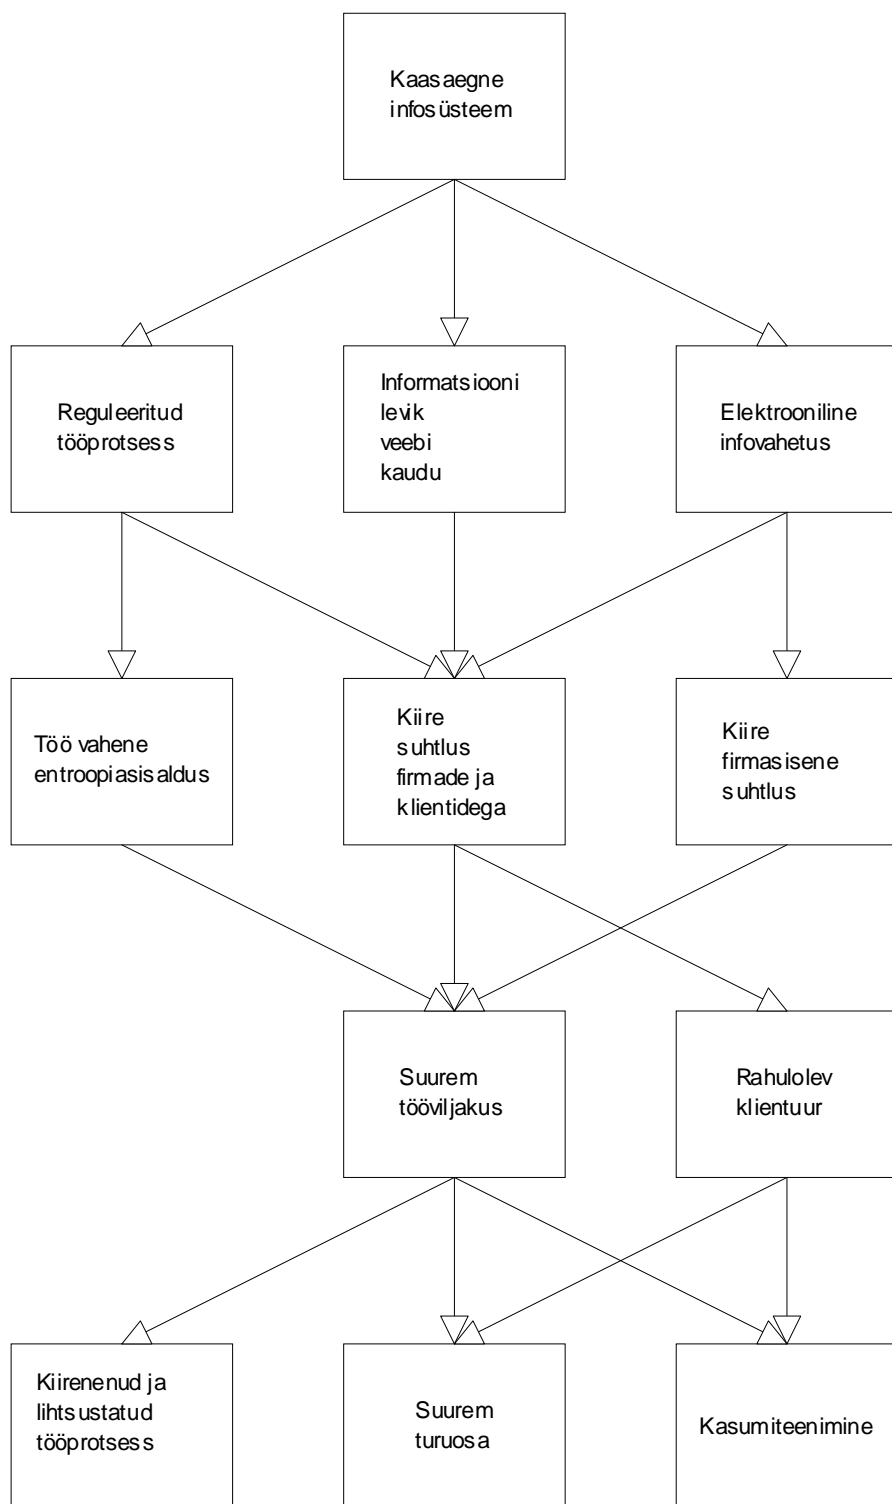 Kaasaegne
infosüsteem
Reguleeritud
tööprotsess
Informatsiooni
levik
veebi
kaudu
Elektrooniline
infovahetus
Töö vahene
entroopiasisaldus
Kiire
suhtlus
firmade ja
klientidega
Kiire
firmasisene
suhtlus
Suurem
tööviljakus
Rahulolev
klientuur
Kiirenenud ja
lihtsustatud
tööprotsess
Suurem
turuosa
Kasumiteenimine